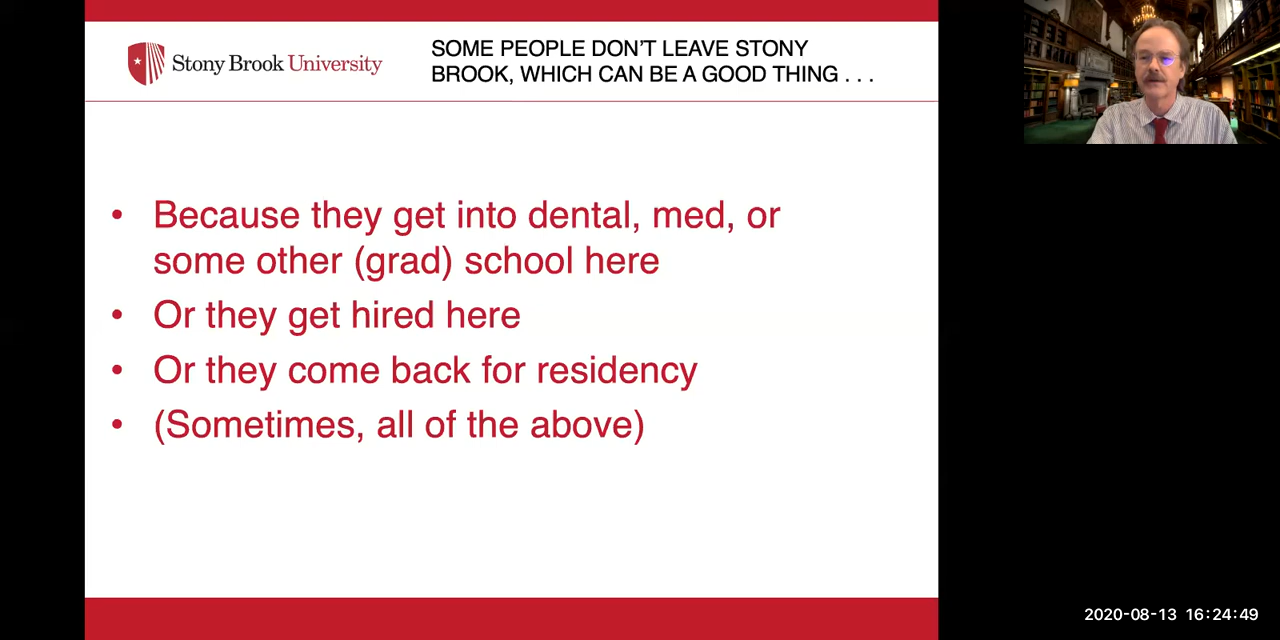 Stony Brook University
SOME PEOPLE DON'T LEAVE STONY
BROOK, WHICH CAN BE A GOOD THING . . .
• Because they get into dental, med, or
some other (grad) school here
• Or they get hired here
• Or they come back for residency
• (Sometimes, all of the above)
2020-08-13 16:24:49